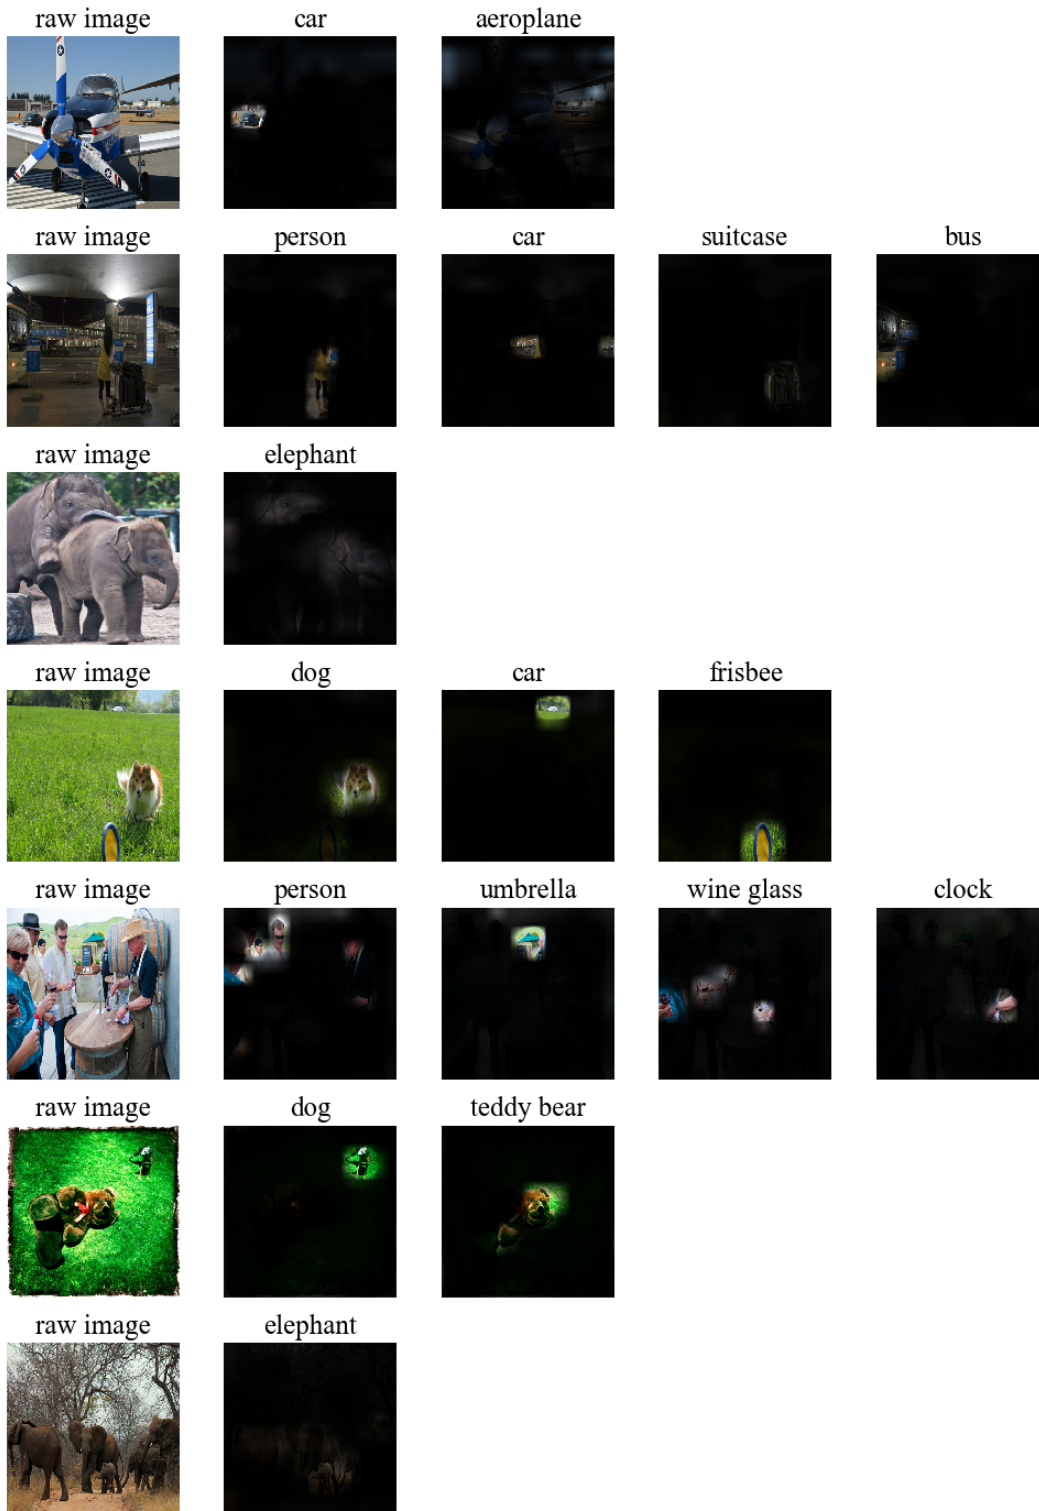 raw image car aeroplane
raw image person car suitcase bus
raw image elephant
raw image dog car frisbee
raw image person umbrella wine glass clock
raw image dog teddy bear
raw image elephant